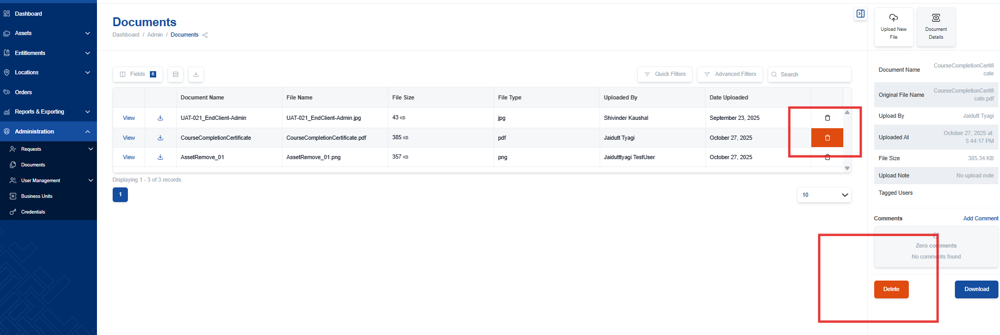 Dashboard
Assets
Entitlements
Locations
Orders
Reports & Exporting
Administration
Requests
Documents
User Management
Business Units
Credentials
Documents
Dashboard / Admin / Documents
Fields 6
Quick Filters
Advanced Filters
Search
Document Name File Name File Size File Type Uploaded By Date Uploaded
View UAT-021_EndClient-Admin UAT-021_EndClient-Admin.jpg 43 KB jpg Shivinder Kaushal September 23, 2025
View CourseCompletionCertificate CourseCompletionCertificate.pdf 385 KB pdf Jaidutt Tyagi October 27, 2025
View AssetRemove_01 AssetRemove_01.png 357 KB png Jaidutttyagi TestUser October 27, 2025
Displaying 1 - 3 of 3 records.
1
10
Upload New
File
Document
Details
Document Name CourseCompletionCertifi
cate
Original File Name CourseCompletionCertifi
cate.pdf
Upload By Jaidutt Tyagi
Uploaded At October 27, 2025 at
5:44:17 PM
File Size 385.34 KB
Upload Note No upload note
Tagged Users
Comments Add Comment
Zero comments
No comments found
Delete
Download